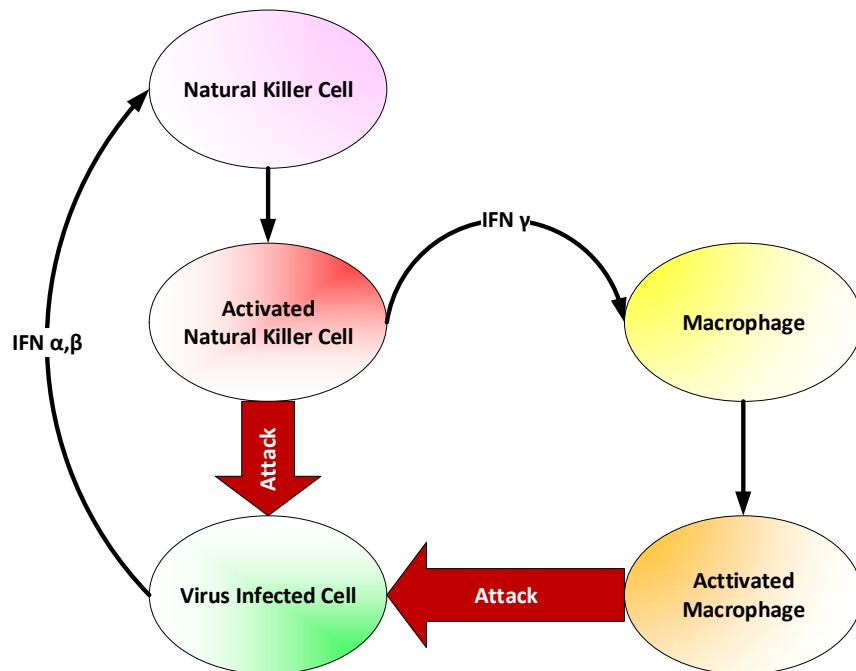 Natural Killer Cell
IFN γ
Activated
Natural Killer Cell
Macrophage
IFN α,β
Attack
Virus Infected Cell
Attack
Acttivated
Macrophage